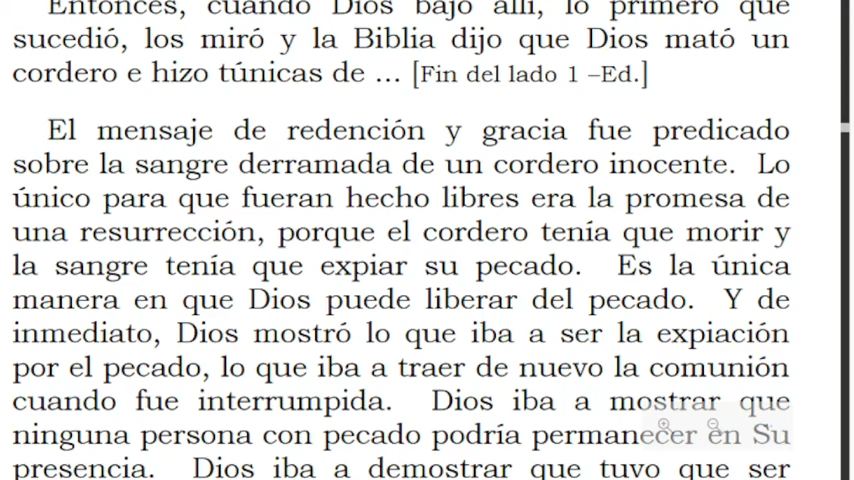 Entonces, cuando Dios bajó allí, lo primero que
sucedió, los miró y la Biblia dijo que Dios mató un
cordero e hizo túnicas de ... [Fin del lado 1 –Ed.]
El mensaje de redención y gracia fue predicado
sobre la sangre derramada de un cordero inocente. Lo
único para que fueran hecho libres era la promesa de
una resurrección, porque el cordero tenía que morir y
la sangre tenía que expiar su pecado. Es la única
manera en que Dios puede liberar del pecado. Y de
inmediato, Dios mostró lo que iba a ser la expiación
por el pecado, lo que iba a traer de nuevo la comunión
cuando fue interrumpida. Dios iba a mostrar que
ninguna persona con pecado podría permanecer en Su
presencia. Dios iba a demostrar que tuvo que ser